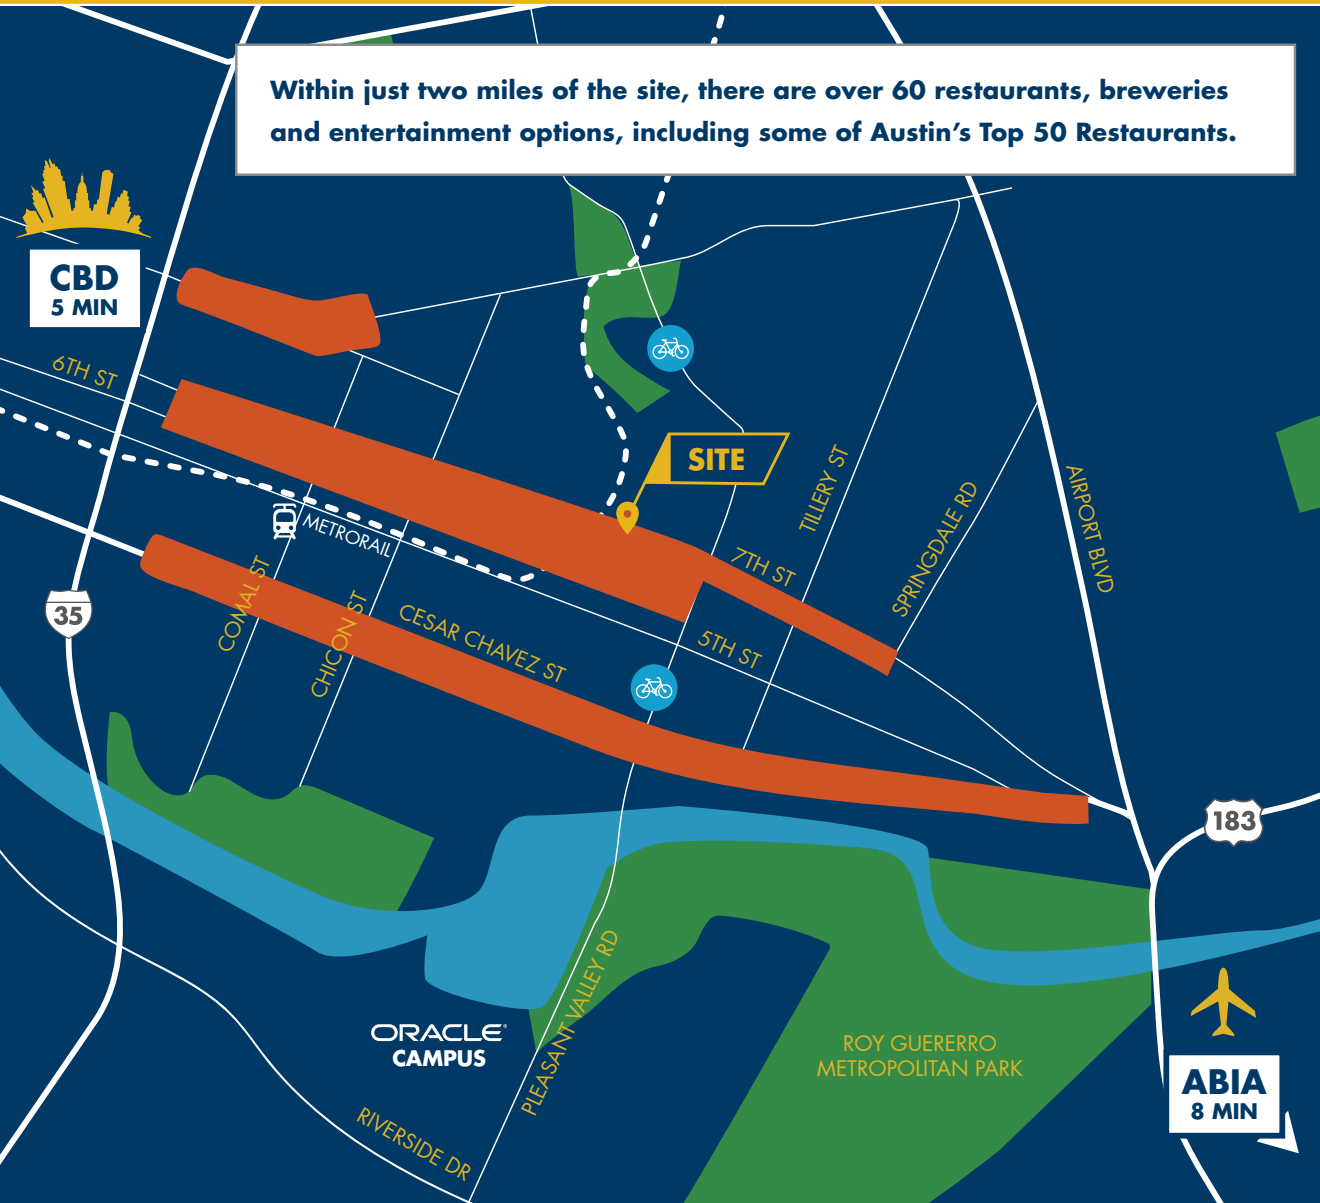 Within just two miles of the site, there are over 60 restaurants, breweries
and entertainment options, including some of Austin’s Top 50 Restaurants.
CBD
5 MIN
6TH ST
SITE
TILLERY ST
AIRPORT BLVD
SPRINGDALE RD
METRORAIL
7TH ST
COMAL ST
CHICON ST
35
CESAR CHAVEZ ST
5TH ST
183
PLEASANT VALLEY RD
ORACLE®
CAMPUS
ROY GUERERRO
METROPOLITAN PARK
ABIA
8 MIN
RIVERSIDE DR